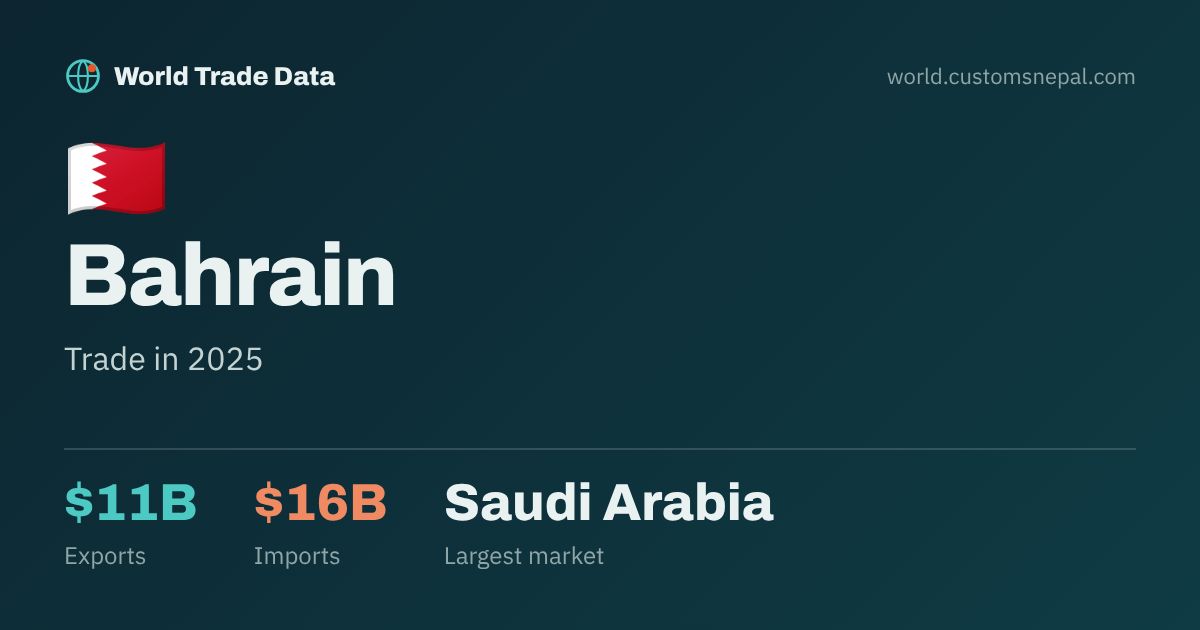 World Trade Data
world.customsnepal.com
Bahrain
Trade in 2025
$11B
Exports
$16B
Imports
Saudi Arabia
Largest market